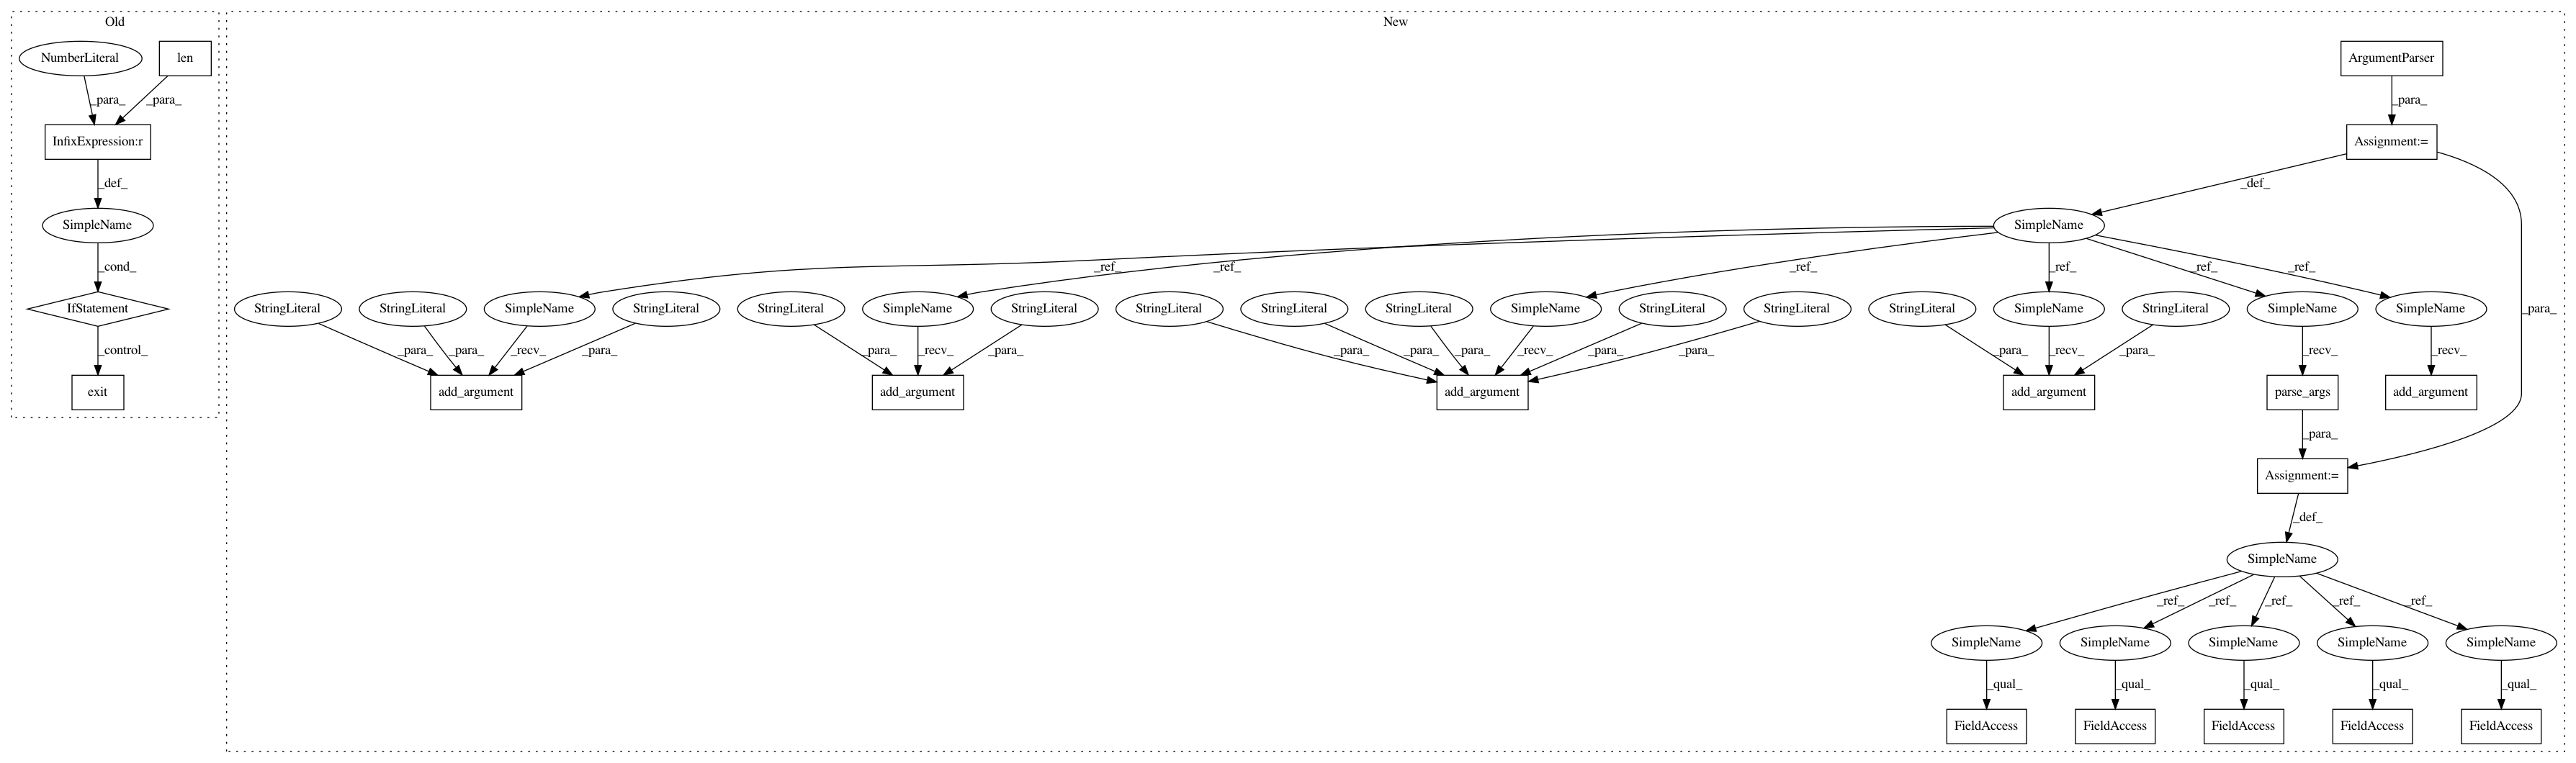 Old
New
NumberLiteral
len
ArgumentParser
_para_
_para_
_para_
InfixExpression:r
Assignment:=
_def_
_def_
SimpleName
SimpleName
_cond_
_ref_
_ref_
_ref_
_ref_
_ref_
_ref_
IfStatement
StringLiteral
StringLiteral
SimpleName
StringLiteral
StringLiteral
SimpleName
StringLiteral
StringLiteral
StringLiteral
StringLiteral
SimpleName
StringLiteral
StringLiteral
StringLiteral
SimpleName
StringLiteral
SimpleName
SimpleName
_para_
_control_
_para_
_para_
_recv_
_para_
_para_
_recv_
_para_
_para_
_para_
_para_
_recv_
_para_
_para_
_para_
_recv_
_para_
_recv_
_recv_
exit
add_argument
add_argument
add_argument
add_argument
parse_args
add_argument
_para_
Assignment:=
_def_
SimpleName
_ref_
_ref_
_ref_
_ref_
_ref_
SimpleName
SimpleName
SimpleName
SimpleName
SimpleName
_qual_
_qual_
_qual_
_qual_
_qual_
FieldAccess
FieldAccess
FieldAccess
FieldAccess
FieldAccess